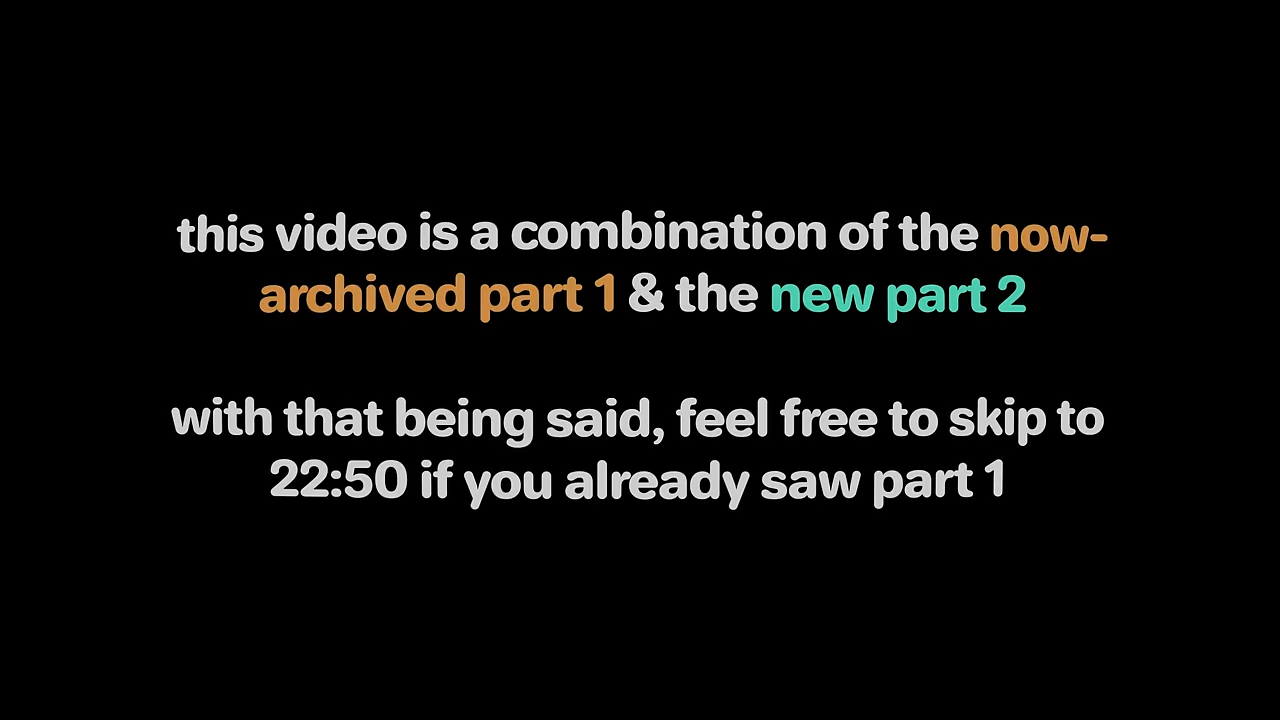 this video is a combination of the now-
archived part 1 & the new part 2
with that being said, feel free to skip to
22:50 if you already saw part 1